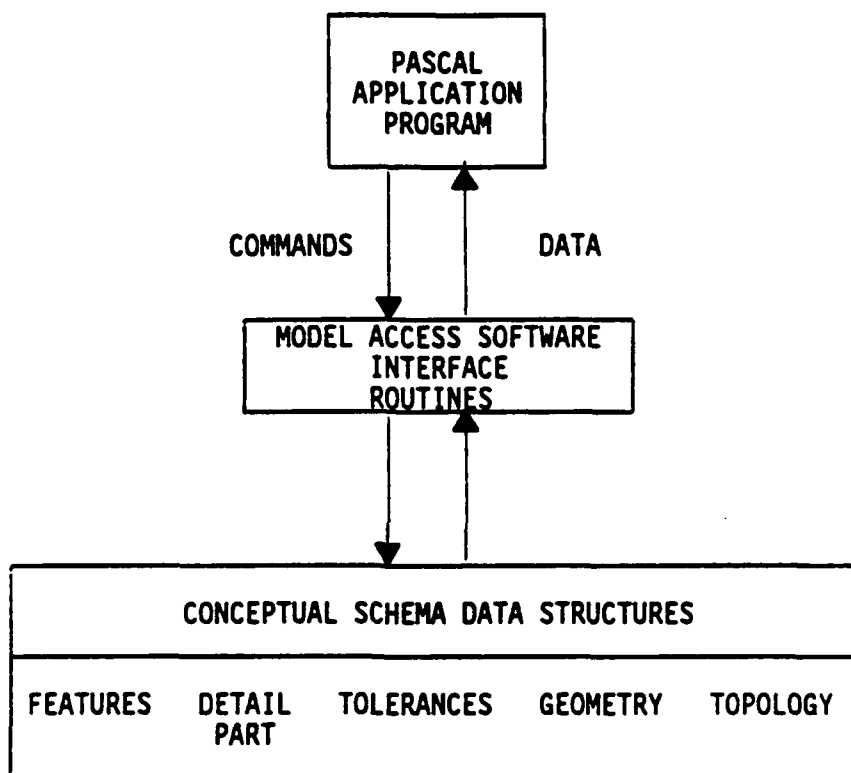 PASCAL
APPLICATION
PROGRAM
COMMANDS DATA
MODEL ACCESS SOFTWARE
INTERFACE
ROUTINES
CONCEPTUAL SCHEMA DATA STRUCTURES
FEATURES DETAIL PART TOLERANCES GEOMETRY TOPOLOGY